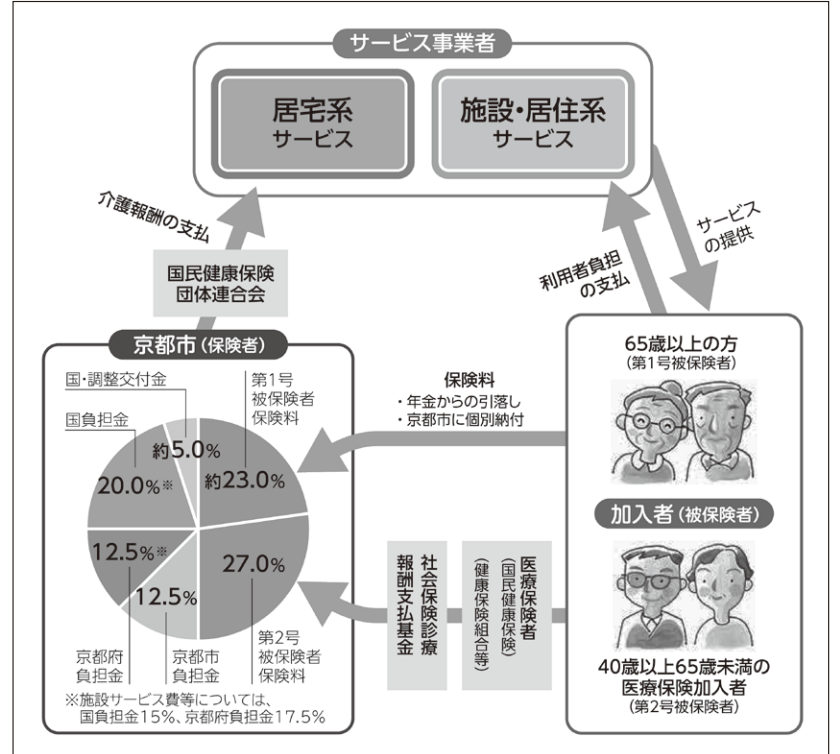 サービス事業者
居宅系
サービス
施設・居住系
サービス
介護報酬の支払
国民健康保険
団体連合会
利用者負担
の支払
サービス
の提供
京都市(保険者)
国・調整交付金
国負担金
第1号
被保険者
保険料
約5.0%
約23.0%
20.0%※
12.5%※
12.5%
27.0%
京都府
負担金
京都市
負担金
第2号
被保険者
保険料
※施設サービス費等については、
国負担金15%、京都府負担金17.5%
保険料
・年金からの引落し
・京都市に個別納付
社会保険診療
報酬支払基金
医療保険者
(国民健康保険)
(健康保険組合等)
65歳以上の方
(第1号被保険者)
加入者(被保険者)
40歳以上65歳未満の
医療保険加入者
(第2号被保険者)